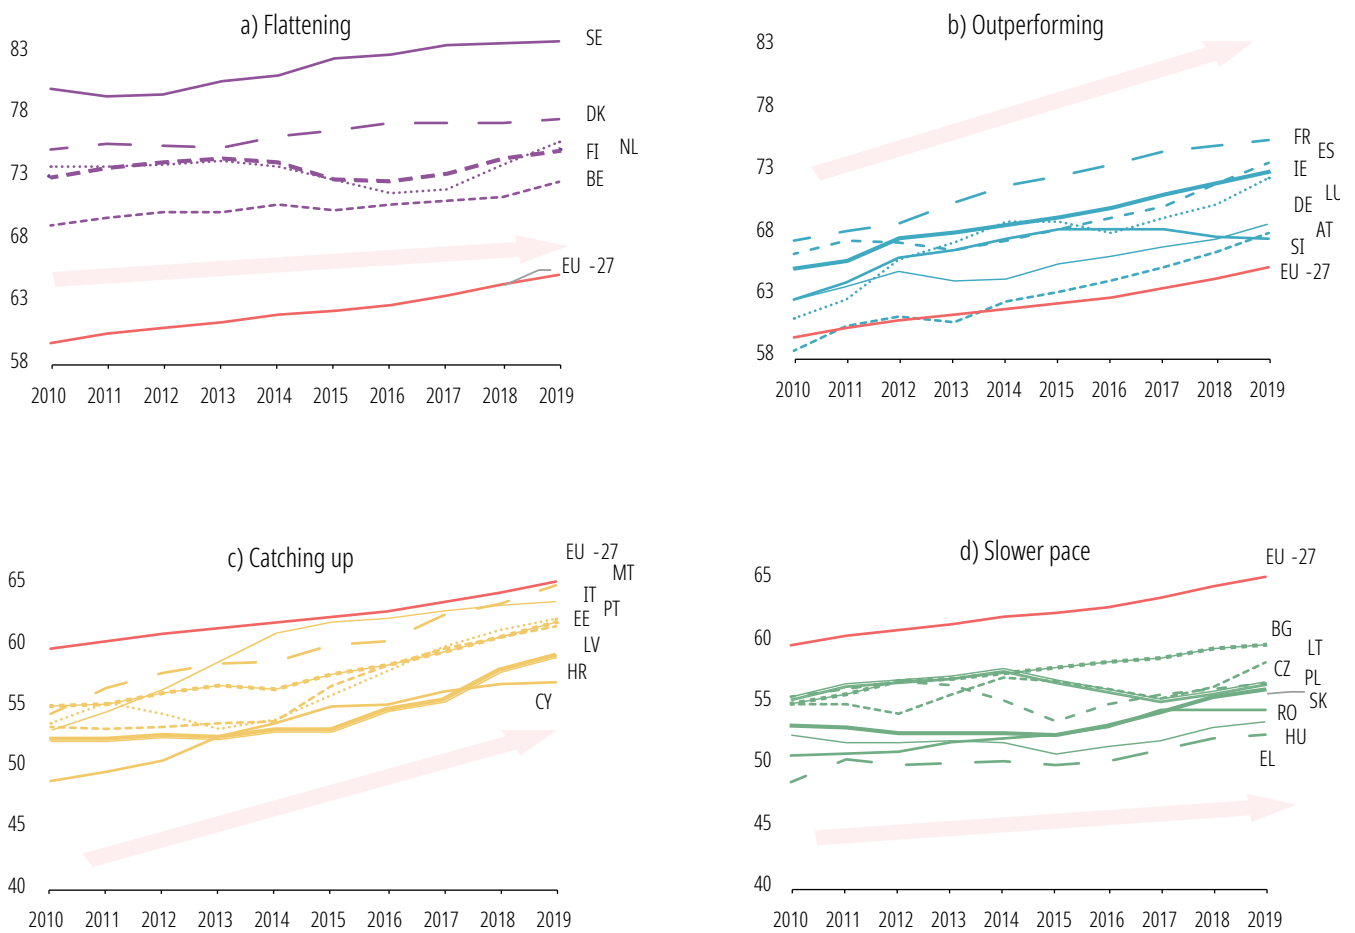 a) Flattening
83
78
73
68
63
58
SE
DK
FI NL
BE
EU -27
2010 2011 2012 2013 2014 2015 2016 2017 2018 2019
b) Outperforming
83
78
73
68
63
58
FR
ES
IE
LU
DE
AT
SI
EU -27
2010 2011 2012 2013 2014 2015 2016 2017 2018 2019
c) Catching up
65
60
55
50
45
40
EU -27
MT
IT
PT
EE
LV
HR
CY
2010 2011 2012 2013 2014 2015 2016 2017 2018 2019
d) Slower pace
65
60
55
50
45
40
EU -27
BG
LT
CZ
PL
SK
RO
HU
EL
2010 2011 2012 2013 2014 2015 2016 2017 2018 2019